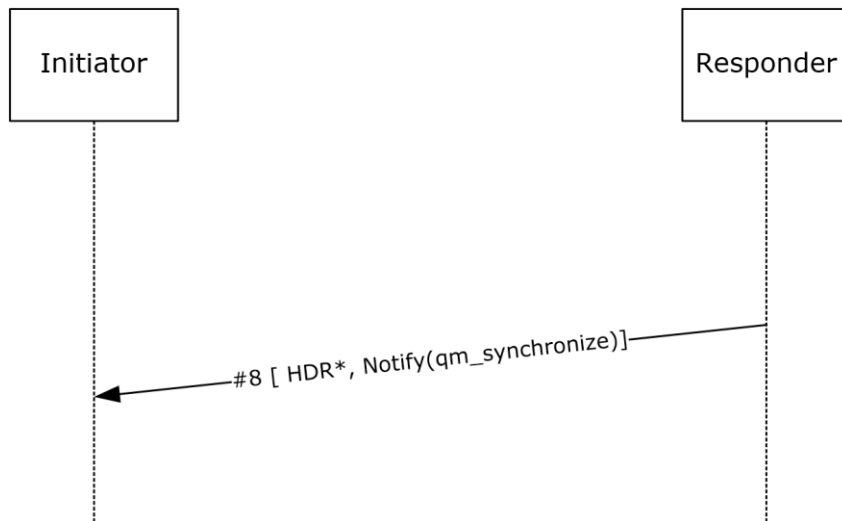 Initiator
Responder
#8 [ HDR*, Notify(qm_synchronize)]